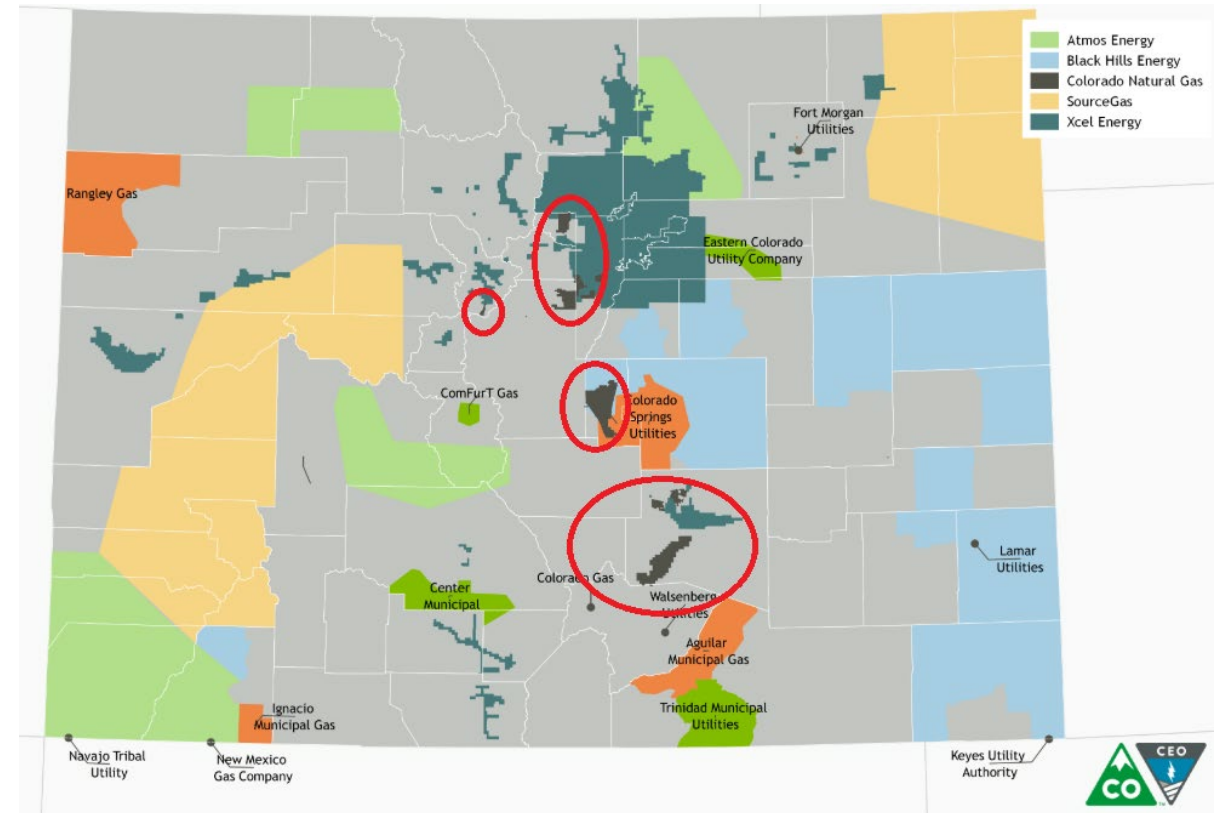 Atmos Energy
Black Hills Energy
Colorado Natural Gas
SourceGas
Xcel Energy
Fort Morgan
Utilities
Rangley Gas
Eastern Colorado
Utility Company
ComFurT Gas
Colorado
Springs
Utilities
Lamar
Utilities
Colorado Gas
Center
Municipal
Walsenberg
Utilities
Aguilar
Municipal Gas
Trinidad Municipal
Utilities
Ignacio
Municipal Gas
Navajo Tribal
Utility
New Mexico
Gas Company
Keyes Utility
Authority
CO
CEO